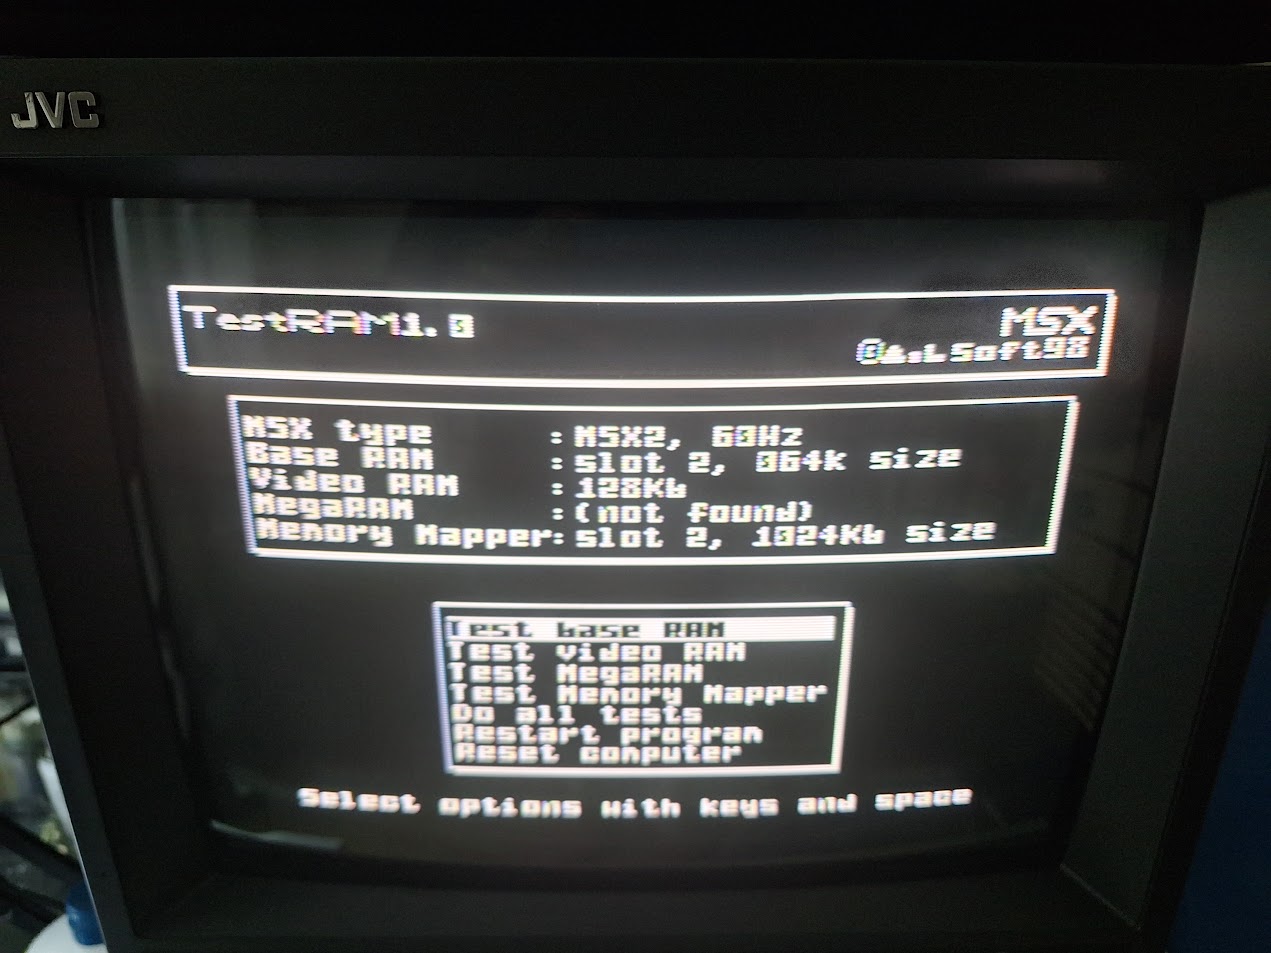 JVC
TestRAM1.0
MSX
@A.L.Soft98
MSX type : MSX2, 60Hz
Base RAM : slot 2, 064k size
Video RAM : 128Kb
MegaRAM : (not found)
Memory Mapper: slot 2, 1024Kb size
Test base RAM
Test video RAM
Test MegaRAM
Test Memory Mapper
Do all tests
Restart program
Reset computer
Select options with keys and space